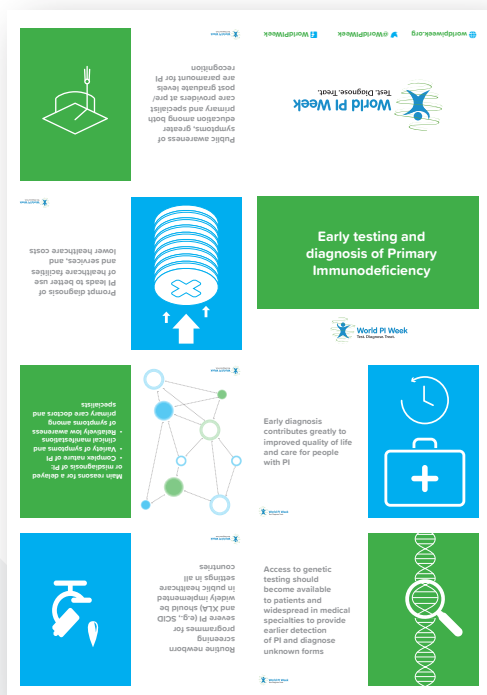 Public awareness of
symptoms, greater
education among both
primary and specialist
care providers at pre/
post graduate levels
are paramount for PI
recognition
World PI Week
Test. Diagnose. Treat.
worldpiweek.org
@WorldPIWeek
WorldPIWeek
Prompt diagnosis of
PI leads to better use
of healthcare facilities
and services, and
lower healthcare costs
Early testing and
diagnosis of Primary
Immunodeficiency
World PI Week
Test. Diagnose. Treat.
Main reasons for a delayed
or misdiagnosis of PI:
• Complex nature of PI
• Variety of symptoms and
clinical manifestations
• Relatively low awareness
of symptoms among
primary care doctors and
specialists
Early diagnosis
contributes greatly to
improved quality of life
and care for people
with PI
World PI Week
Routine newborn
screening
programmes for
severe PI (e.g., SCID
and XLA) should be
widely implemented
in public healthcare
settings in all
countries
Access to genetic
testing should
become available
to patients and
widespread in medical
specialties to provide
earlier detection
of PI and diagnose
unknown forms
World PI Week